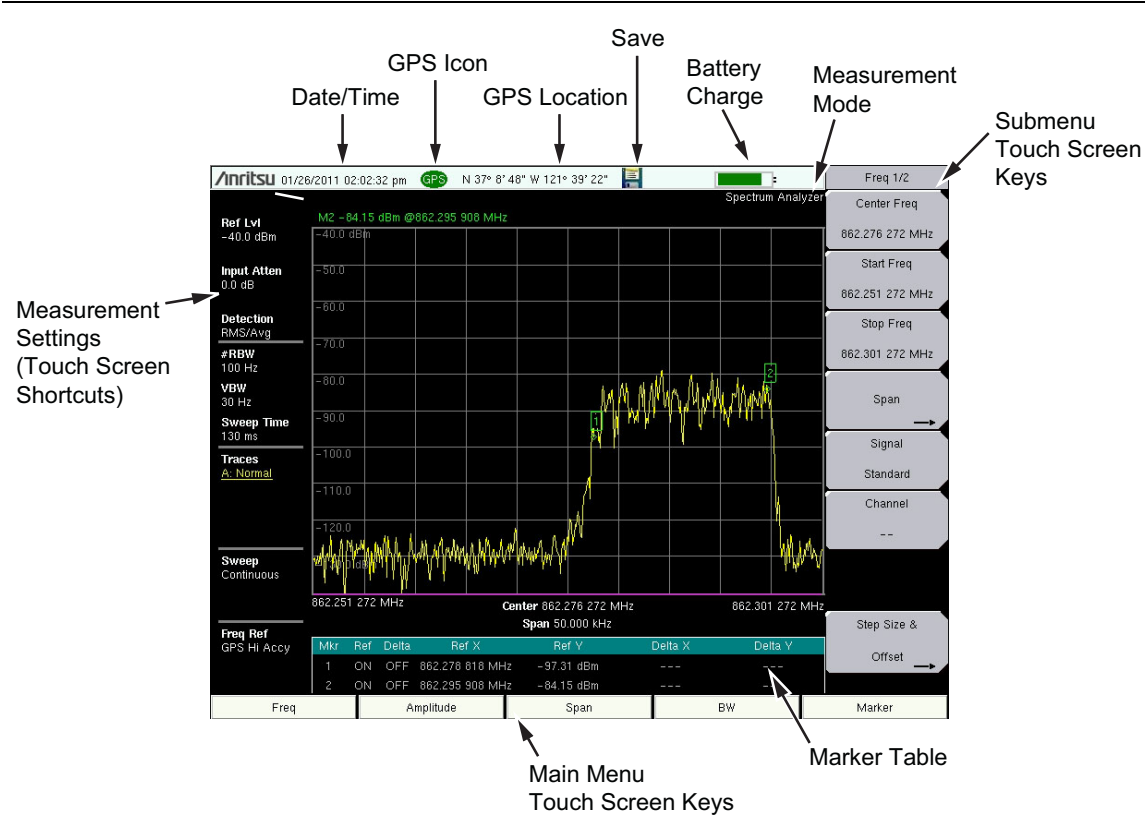 Save
GPS Icon
Battery
Charge
Measurement
Mode
Date/Time
GPS Location
Submenu
Touch Screen
Keys
Anritsu 01/26/2011 02:02:32 pm GPS N 37° 8' 48" W 121° 39' 22"
Freq 1/2
Spectrum Analyzer
Center Freq
862.276 272 MHz
Start Freq
862.251 272 MHz
Stop Freq
862.301 272 MHz
Span
Signal
Standard
Channel
--
Step Size &
Offset
Measurement
Settings
(Touch Screen
Shortcuts)
Ref Lvl
-40.0 dBm
Input Atten
0.0 dB
Detection
RMS/Avg
#RBW
100 Hz
VBW
30 Hz
Sweep Time
130 ms
Traces
A: Normal
Sweep
Continuous
Freq Ref
GPS Hi Accy
M2 -84.15 dBm @862.295 908 MHz
-40.0 dBm
-50.0
-60.0
-70.0
-80.0
-90.0
-100.0
-110.0
-120.0
1
2
862.251 272 MHz Center 862.276 272 MHz 862.301 272 MHz
Span 50.000 kHz
Mkr Ref Delta Ref X Ref Y Delta X Delta Y
1 ON OFF 862.278 818 MHz -97.31 dBm --- ---
2 ON OFF 862.295 908 MHz -84.15 dBm --- ---
Freq Amplitude Span BW Marker
Main Menu
Touch Screen Keys
Marker Table